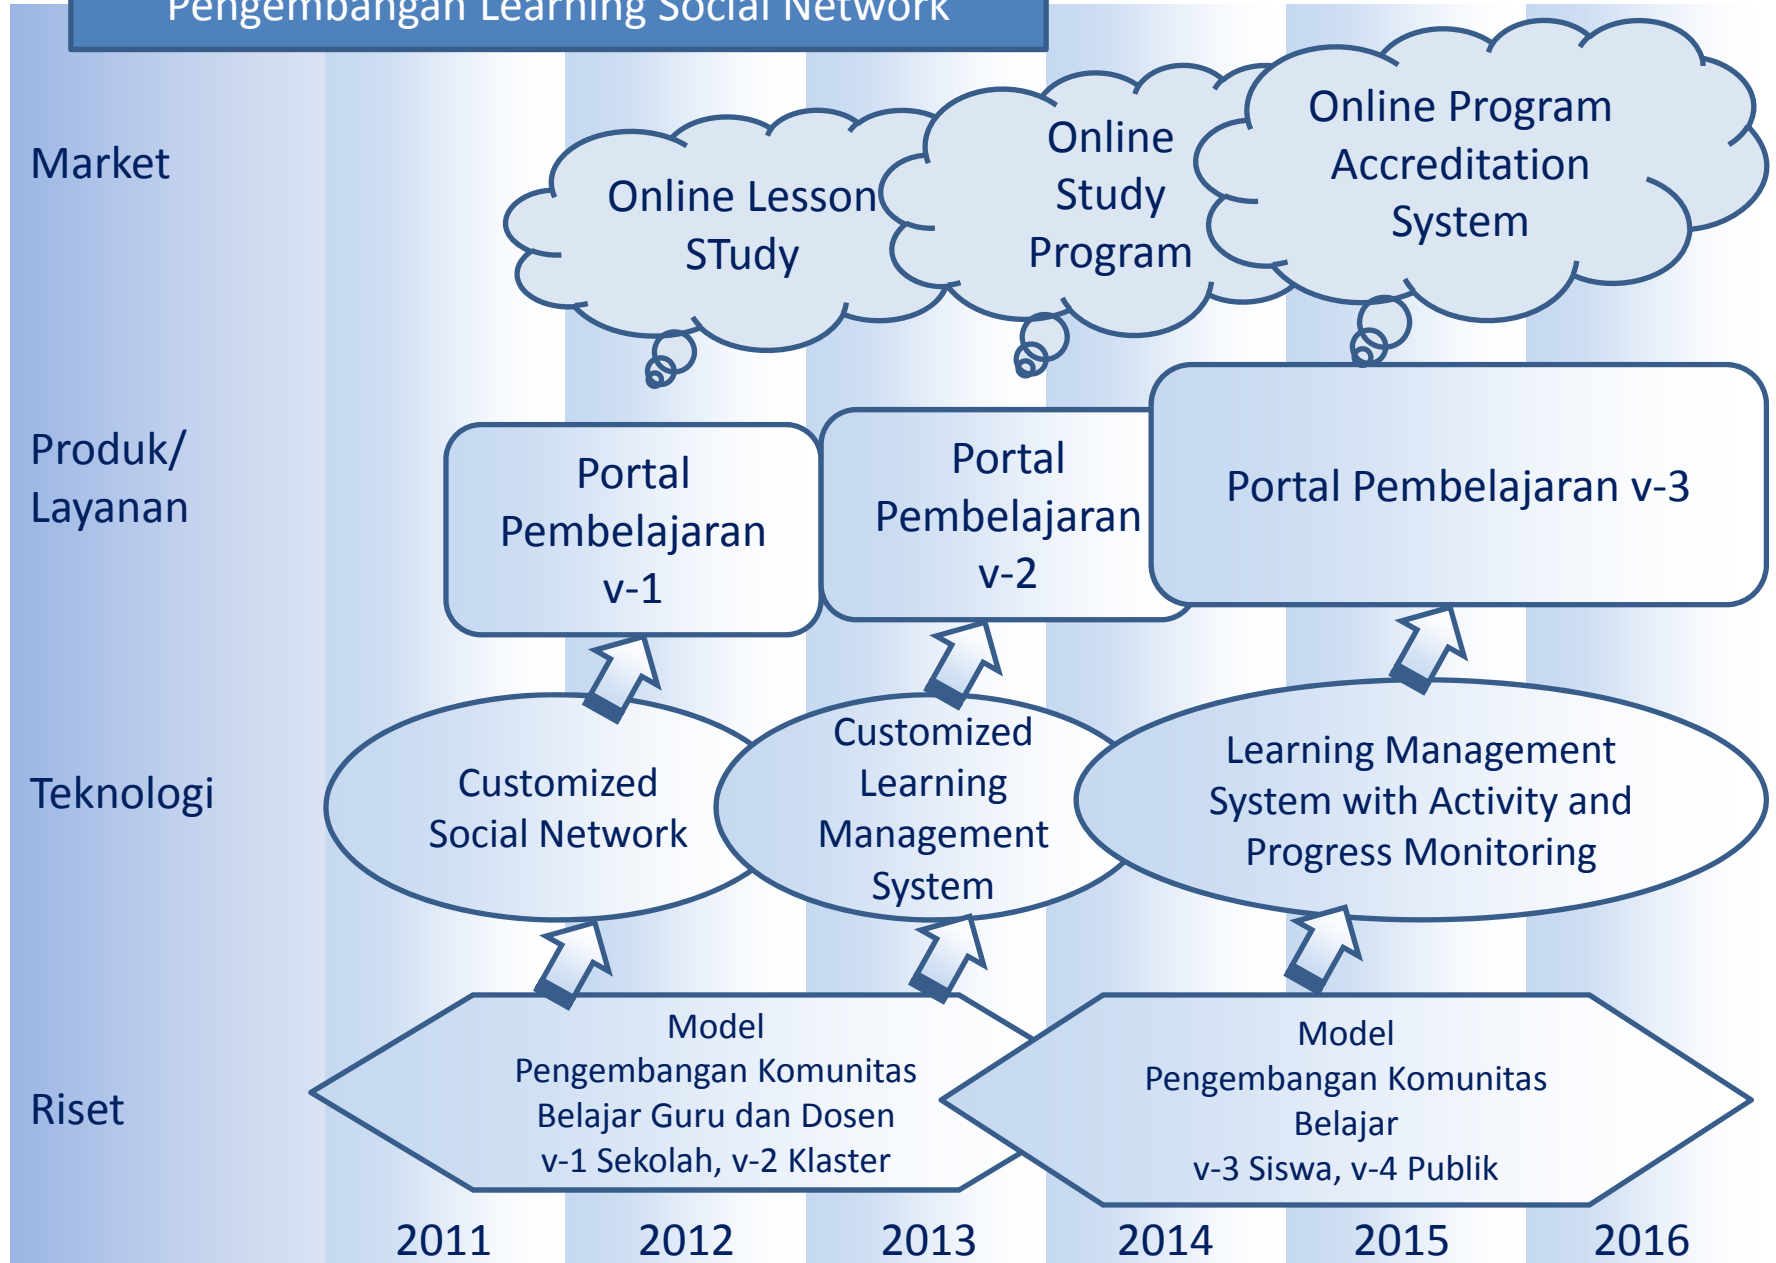 Pengembangan Learning Social Network
Market
Online Lesson
STudy
Online
Study
Program
Online Program
Accreditation
System
Produk/
Layanan
Portal
Pembelajaran
v-1
Portal
Pembelajaran
v-2
Portal Pembelajaran v-3
Teknologi
Customized
Social Network
Customized
Learning
Management
System
Learning Management
System with Activity and
Progress Monitoring
Riset
Model
Pengembangan Komunitas
Belajar Guru dan Dosen
v-1 Sekolah, v-2 Klaster
Model
Pengembangan Komunitas
Belajar
v-3 Siswa, v-4 Publik
2011 2012 2013 2014 2015 2016